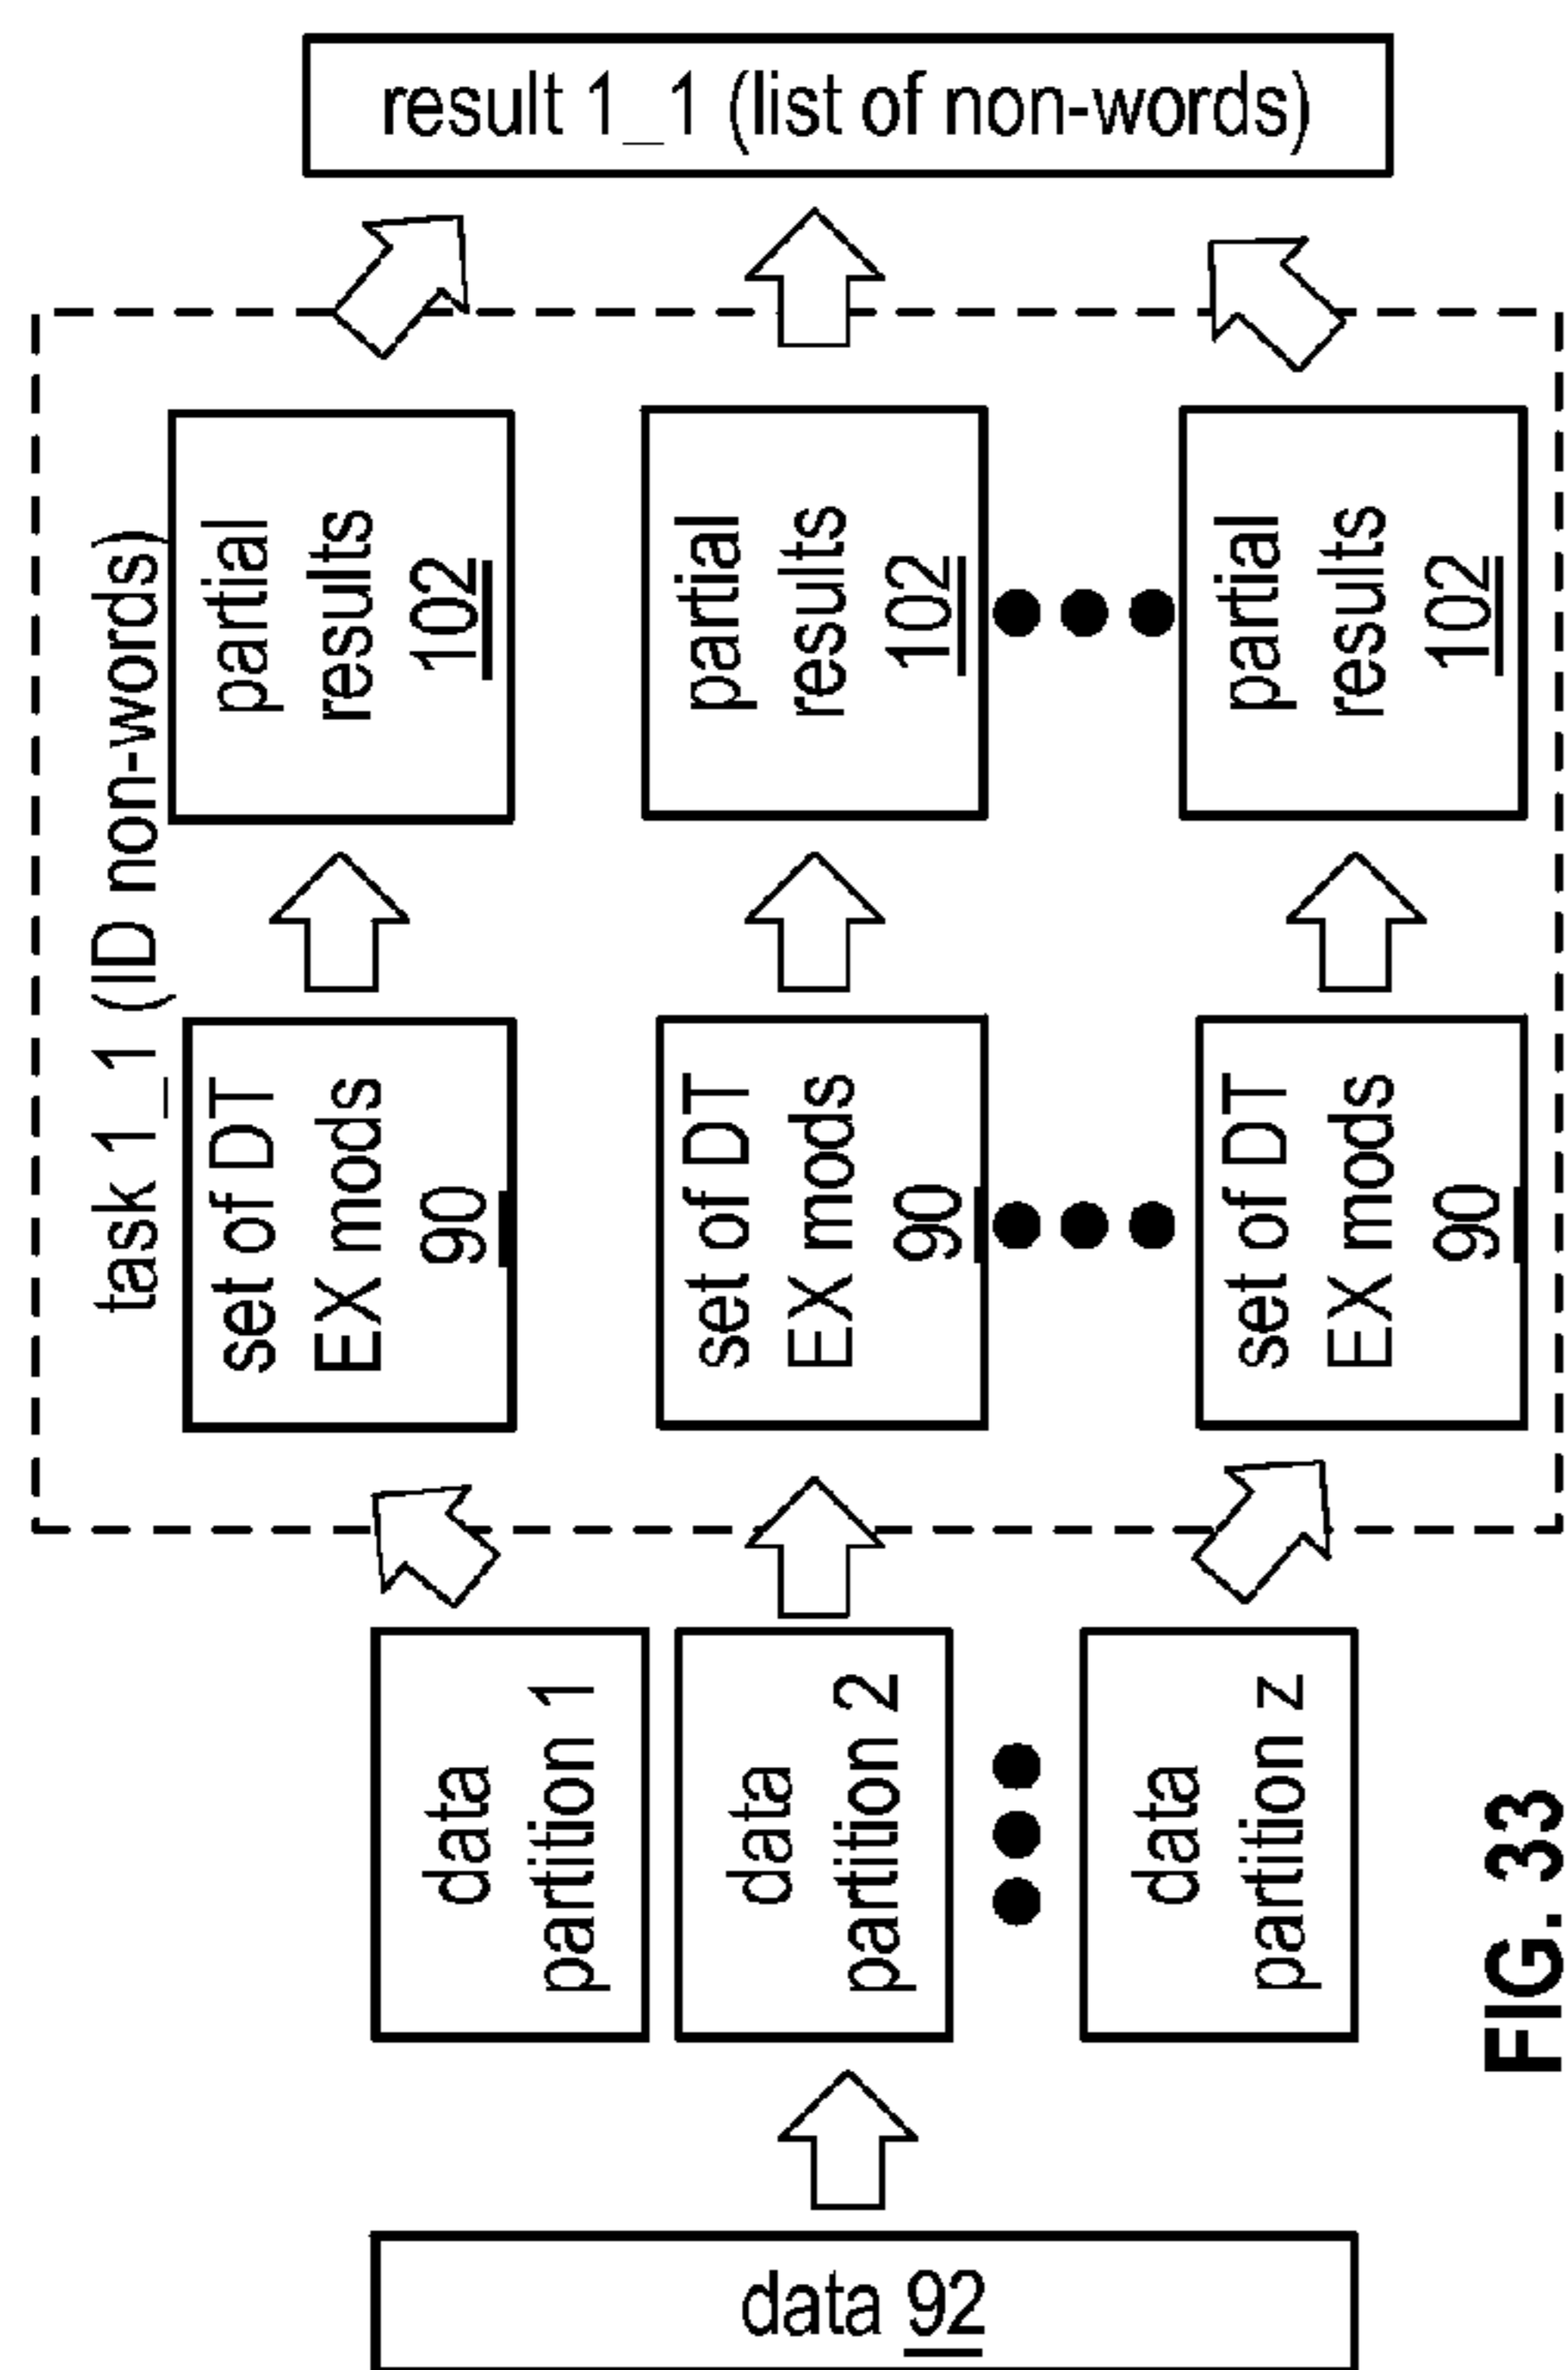 data 92
data
partition 1
data
partition 2
data
partition z
task 1_1 (ID non-words)
set of DT
EX mods
90
set of DT
EX mods
90
set of DT
EX mods
90
partial
results
102
partial
results
102
partial
results
102
result 1_1 (list of non-words)
FIG. 33